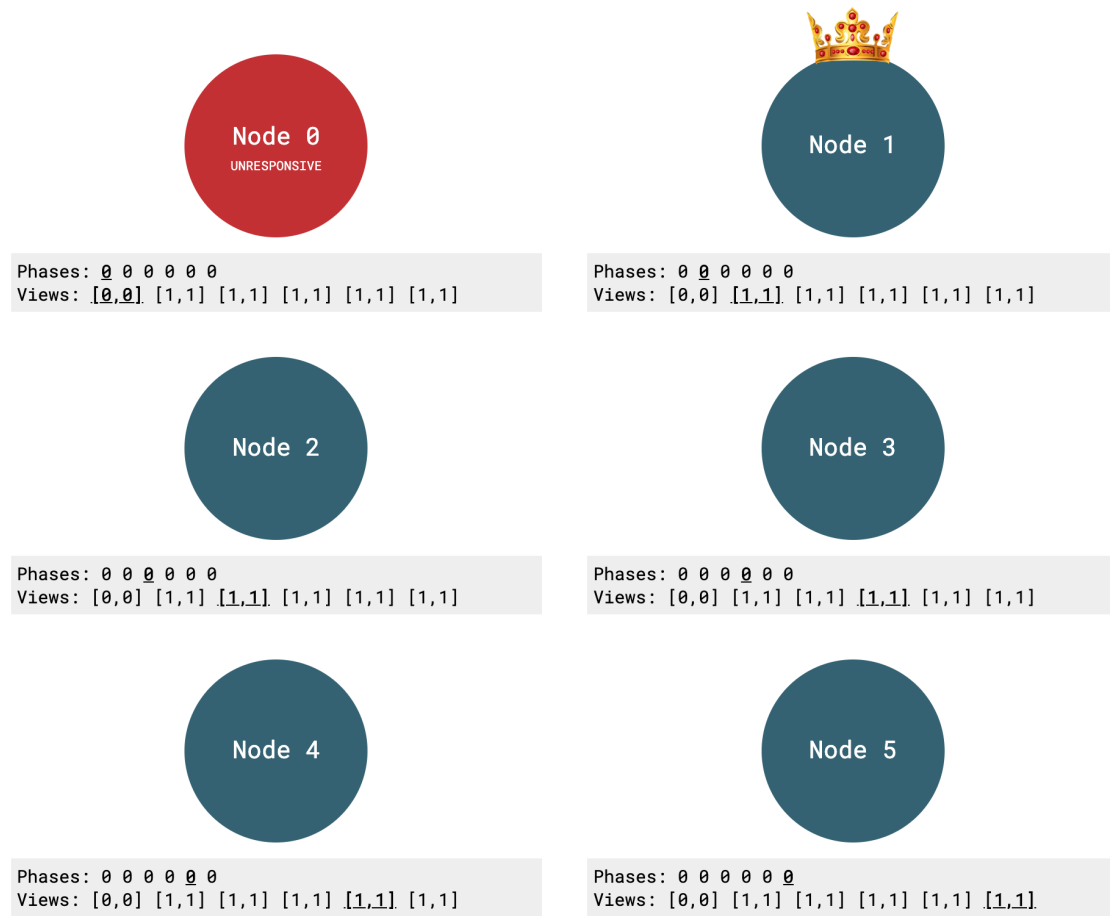 Node 0
UNRESPONSIVE
Phases: 0 0 0 0 0 0
Views: [0,0] [1,1] [1,1] [1,1] [1,1] [1,1]
Node 1
Phases: 0 0 0 0 0 0
Views: [0,0] [1,1] [1,1] [1,1] [1,1] [1,1]
Node 2
Phases: 0 0 0 0 0 0
Views: [0,0] [1,1] [1,1] [1,1] [1,1] [1,1]
Node 3
Phases: 0 0 0 0 0 0
Views: [0,0] [1,1] [1,1] [1,1] [1,1] [1,1]
Node 4
Phases: 0 0 0 0 0 0
Views: [0,0] [1,1] [1,1] [1,1] [1,1] [1,1]
Node 5
Phases: 0 0 0 0 0 0
Views: [0,0] [1,1] [1,1] [1,1] [1,1] [1,1]